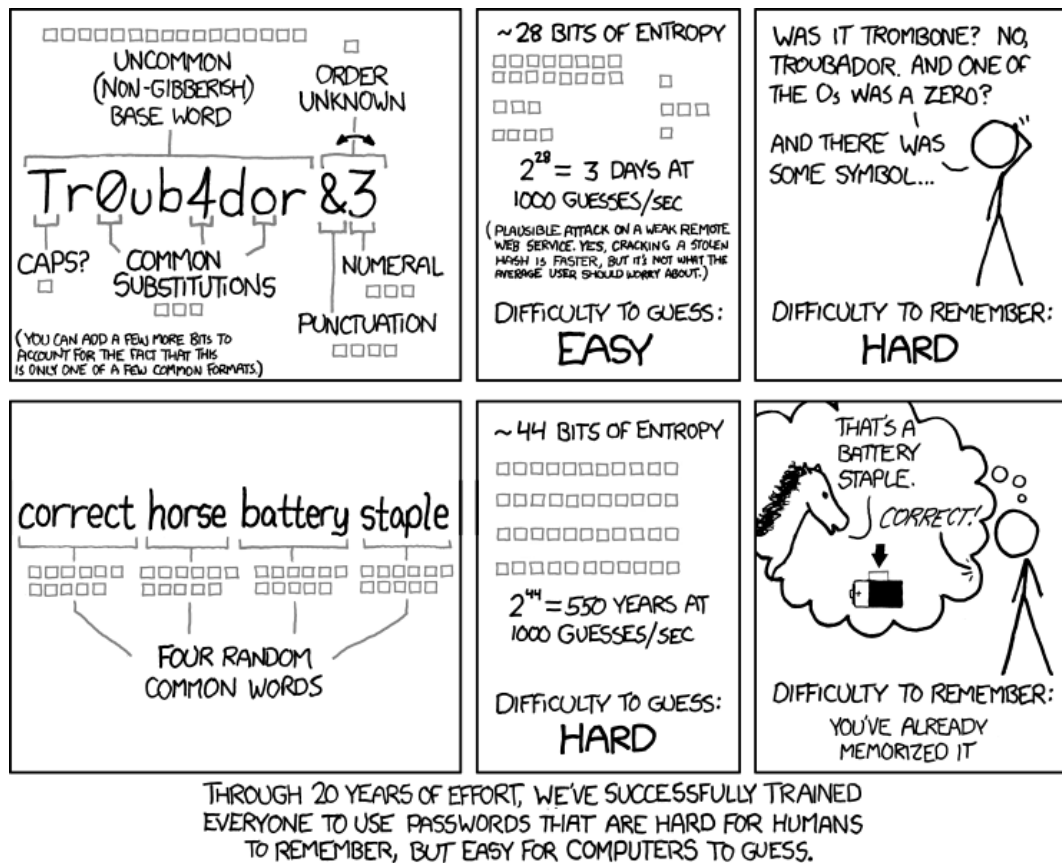 UNCOMMON
(NON-GIBBERISH)
BASE WORD
ORDER
UNKNOWN
Tr0ub4dor &3
CAPS?
COMMON
SUBSTITUTIONS
NUMERAL
PUNCTUATION
(YOU CAN ADD A FEW MORE BITS TO
ACCOUNT FOR THE FACT THAT THIS
IS ONLY ONE OF A FEW COMMON FORMATS.)
~28 BITS OF ENTROPY
2^28 = 3 DAYS AT
1000 GUESSES/SEC
(PLAUSIBLE ATTACK ON A WEAK REMOTE
WEB SERVICE. YES, CRACKING A STOLEN
HASH IS FASTER, BUT IT'S NOT WHAT THE
AVERAGE USER SHOULD WORRY ABOUT.)
DIFFICULTY TO GUESS:
EASY
WAS IT TROMBONE? NO,
TROUBADOR. AND ONE OF
THE Os WAS A ZERO?
AND THERE WAS
SOME SYMBOL...
DIFFICULTY TO REMEMBER:
HARD
correct horse battery staple
FOUR RANDOM
COMMON WORDS
~44 BITS OF ENTROPY
2^44 = 550 YEARS AT
1000 GUESSES/SEC
DIFFICULTY TO GUESS:
HARD
THAT'S A
BATTERY
STAPLE.
CORRECT!
+
DIFFICULTY TO REMEMBER:
YOU'VE ALREADY
MEMORIZED IT
THROUGH 20 YEARS OF EFFORT, WE'VE SUCCESSFULLY TRAINED
EVERYONE TO USE PASSWORDS THAT ARE HARD FOR HUMANS
TO REMEMBER, BUT EASY FOR COMPUTERS TO GUESS.